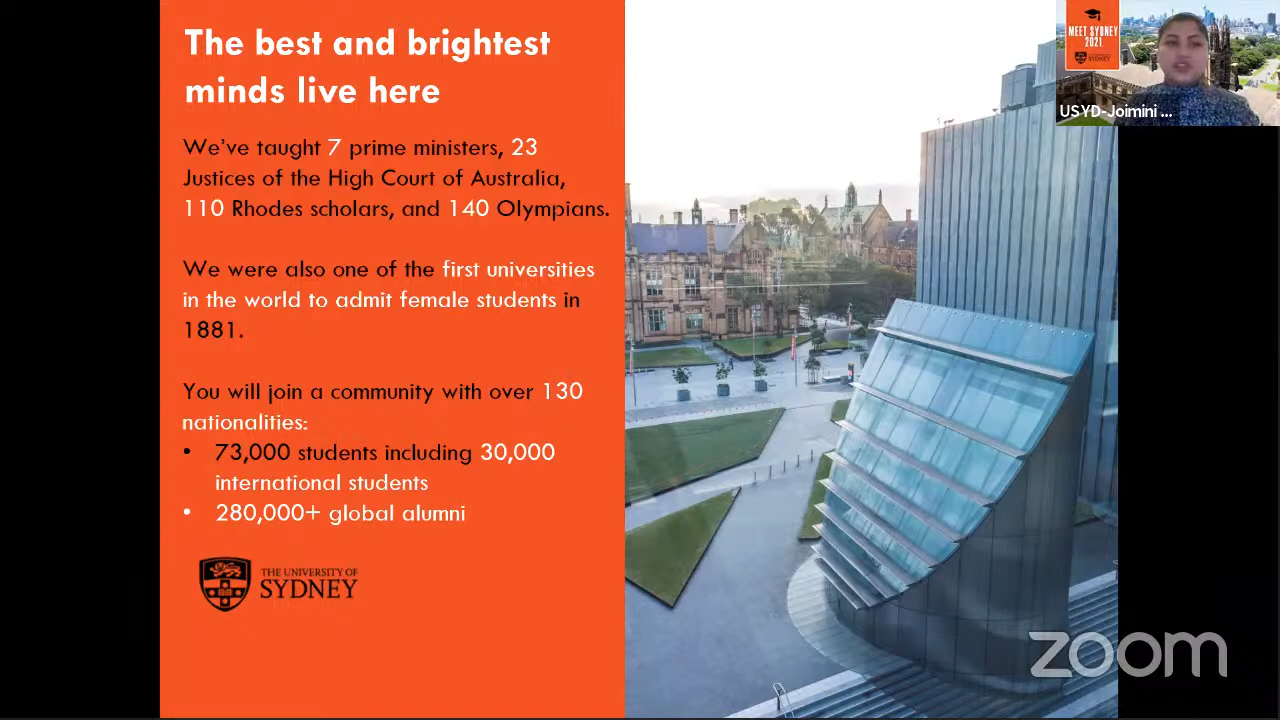 The best and brightest
minds live here
We've taught 7 prime ministers, 23
Justices of the High Court of Australia,
110 Rhodes scholars, and 140 Olympians.
We were also one of the first universities
in the world to admit female students in
1881.
You will join a community with over 130
nationalities:
• 73,000 students including 30,000
international students
• 280,000+ global alumni
THE UNIVERSITY OF
SYDNEY
MEET SYDNEY
2021
SYDNEY
USYD-Joimini ...
zoom